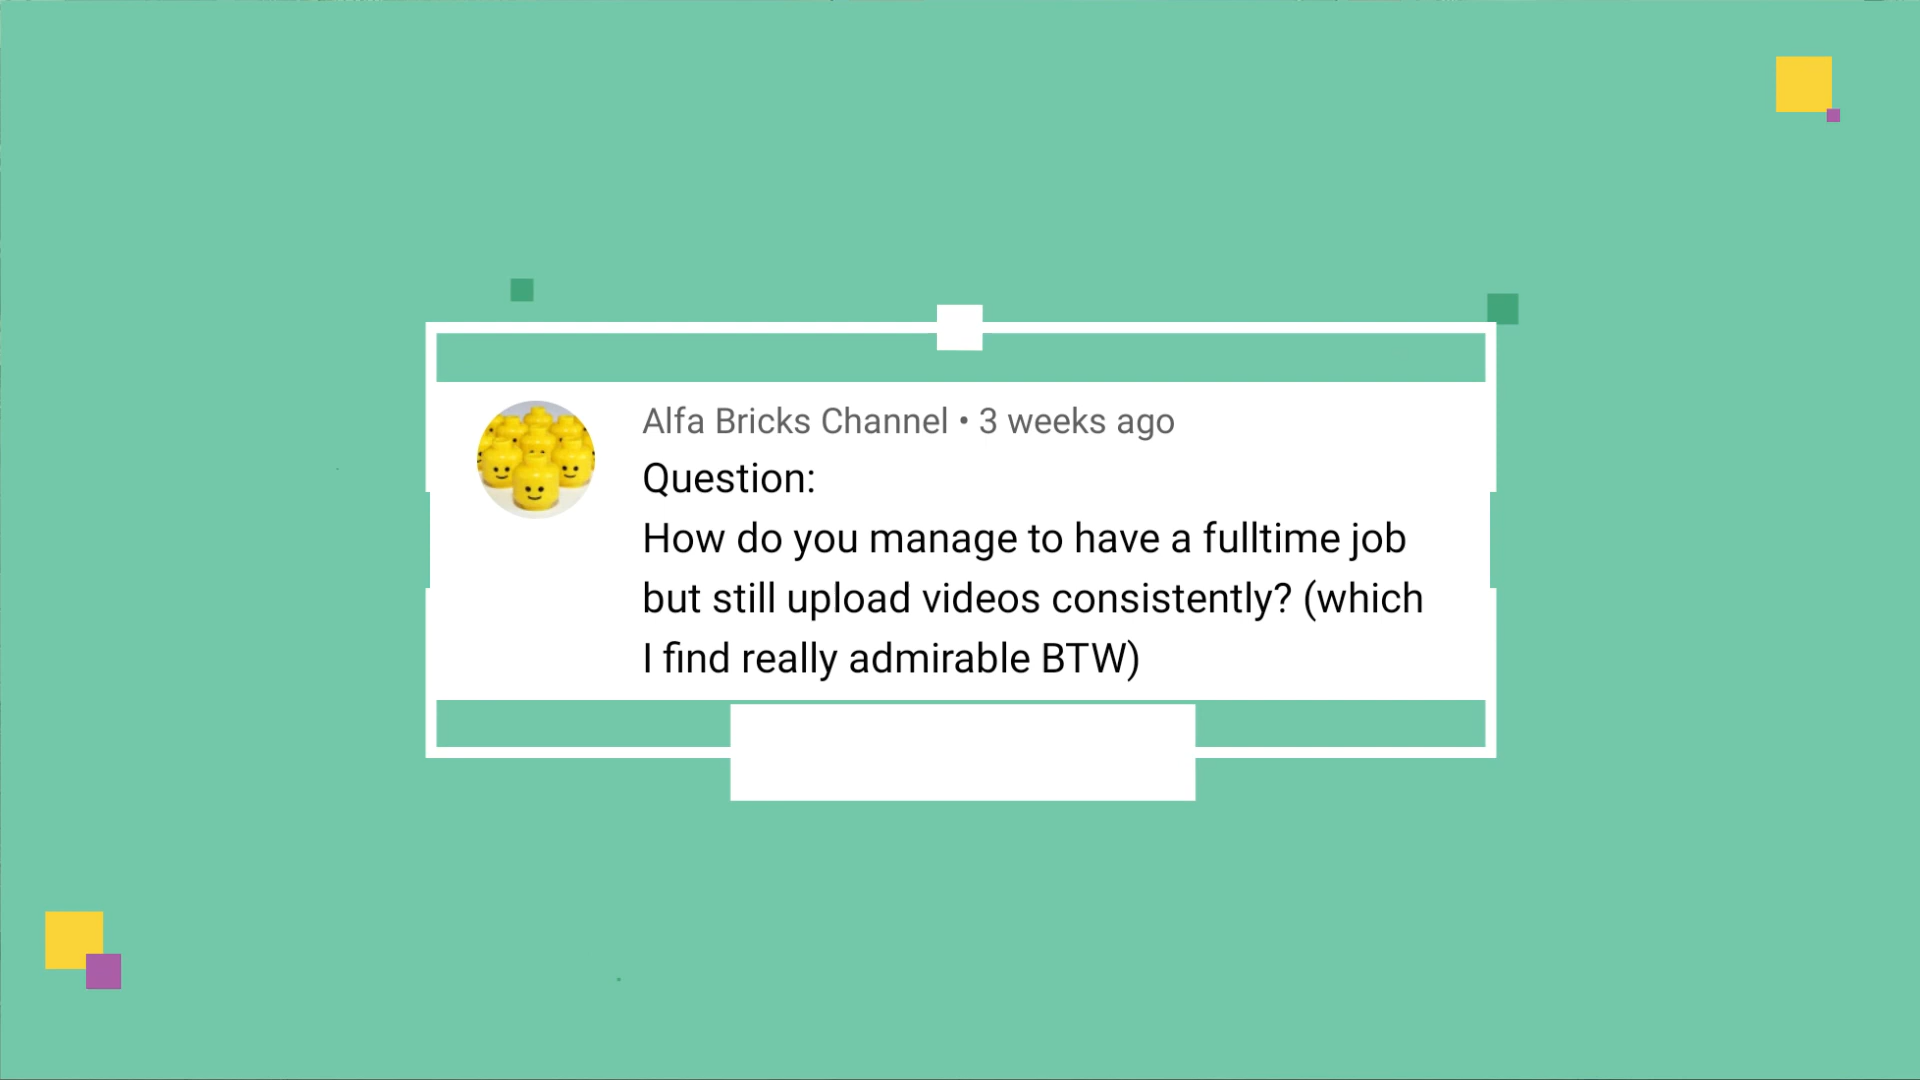 Alfa Bricks Channel • 3 weeks ago
Question:
How do you manage to have a fulltime job
but still upload videos consistently? (which
I find really admirable BTW)